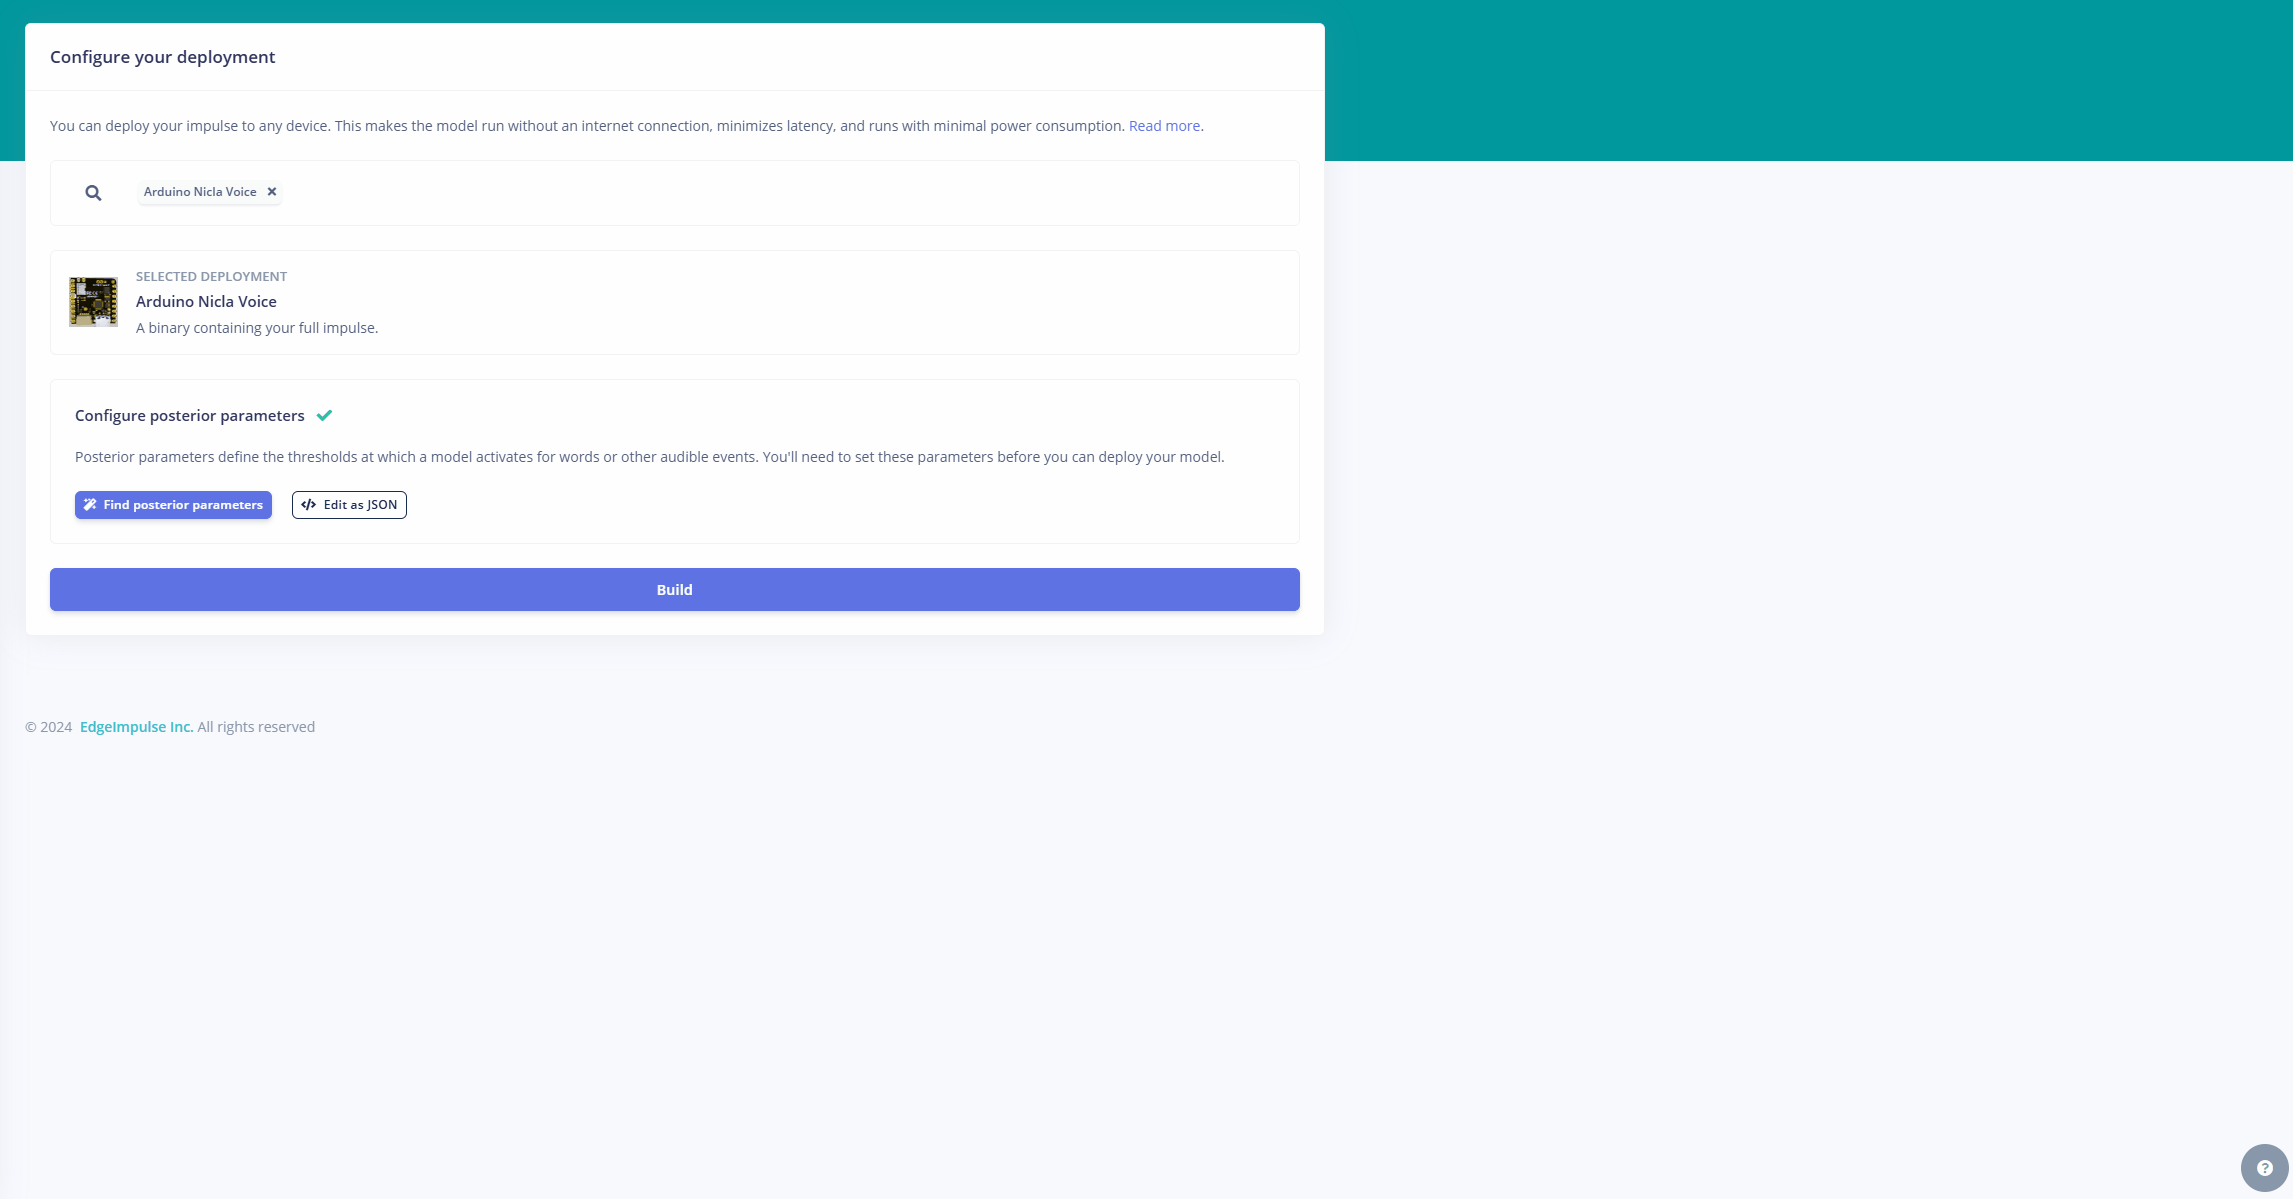 Configure your deployment
You can deploy your impulse to any device. This makes the model run without an internet connection, minimizes latency, and runs with minimal power consumption. Read more.
Arduino Nicla Voice
SELECTED DEPLOYMENT
Arduino Nicla Voice
A binary containing your full impulse.
Configure posterior parameters
Posterior parameters define the thresholds at which a model activates for words or other audible events. You'll need to set these parameters before you can deploy your model.
Find posterior parameters
Edit as JSON
Build
© 2024 EdgeImpulse Inc. All rights reserved